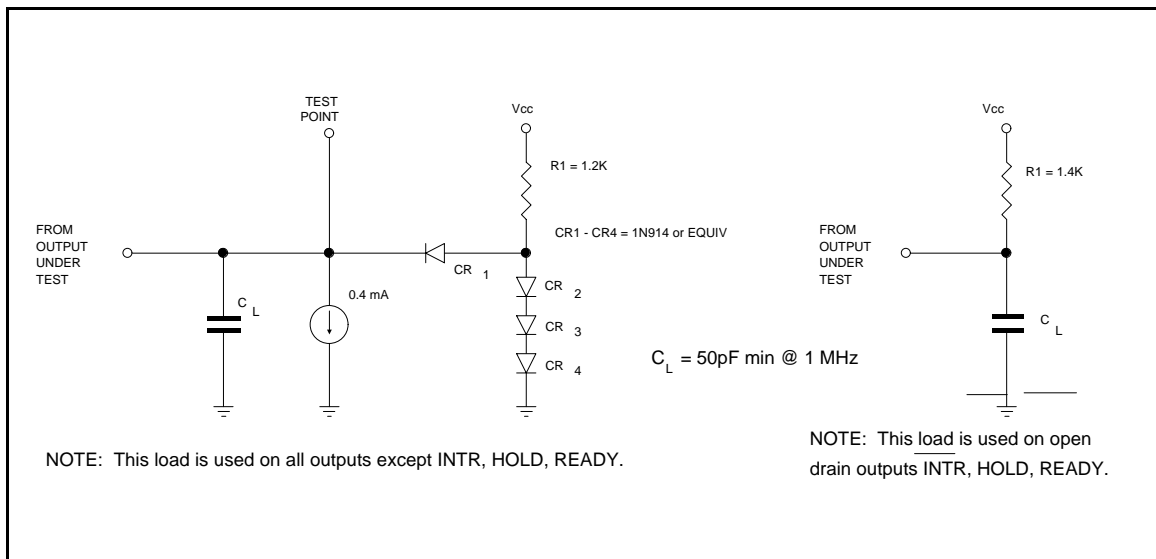 TEST
POINT
Vcc
R1 = 1.2K
FROM
OUTPUT
UNDER
TEST
CR1 - CR4 = 1N914 or EQUIV
CR 1
CR 2
CR 3
CR 4
C L
0.4 mA
C L = 50pF min @ 1 MHz
NOTE: This load is used on all outputs except INTR, HOLD, READY.
Vcc
R1 = 1.4K
FROM
OUTPUT
UNDER
TEST
C L
NOTE: This load is used on open
drain outputs INTR, HOLD, READY.